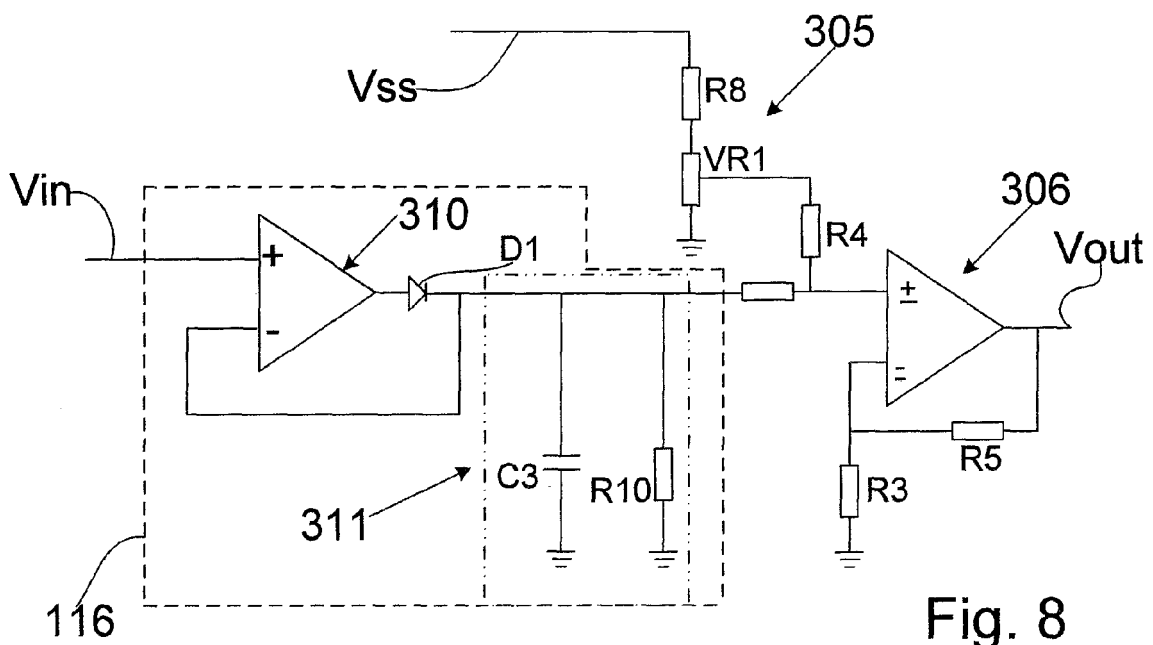 305
Vss
R8
VR1
Vin
310
306
D1
R4
Vout
+
-
+
=
C3
R10
R5
R3
311
116
Fig. 8